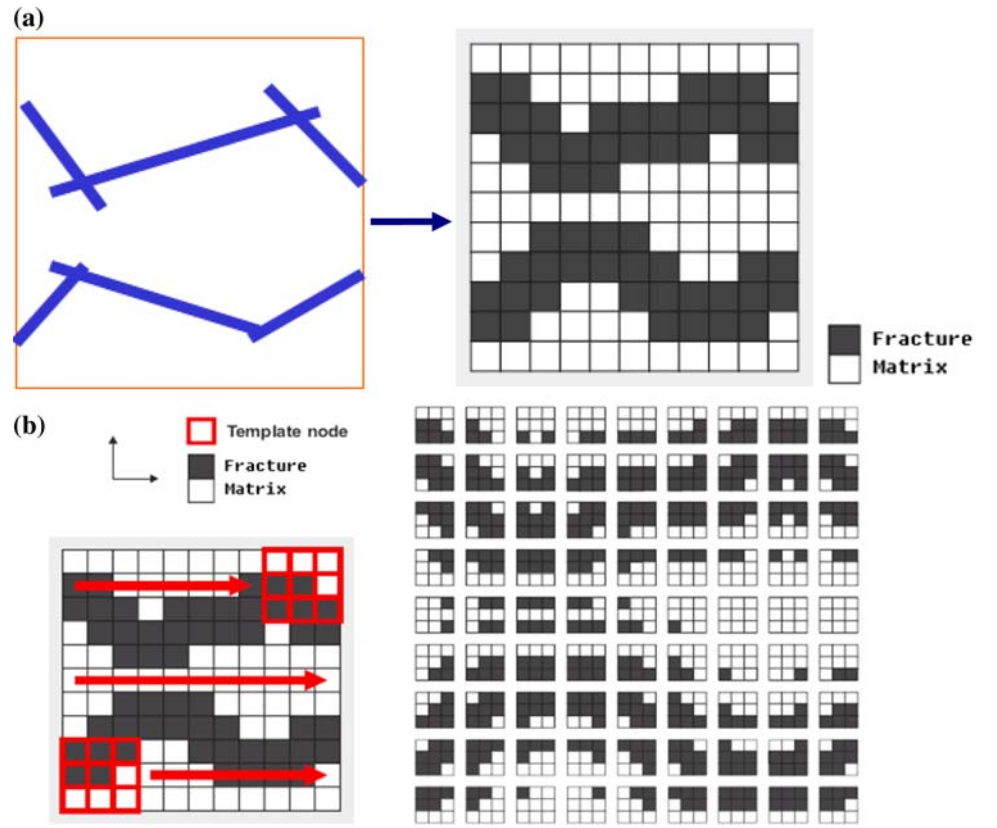 (a)
Fracture
Matrix
(b)
Template node
Fracture
Matrix